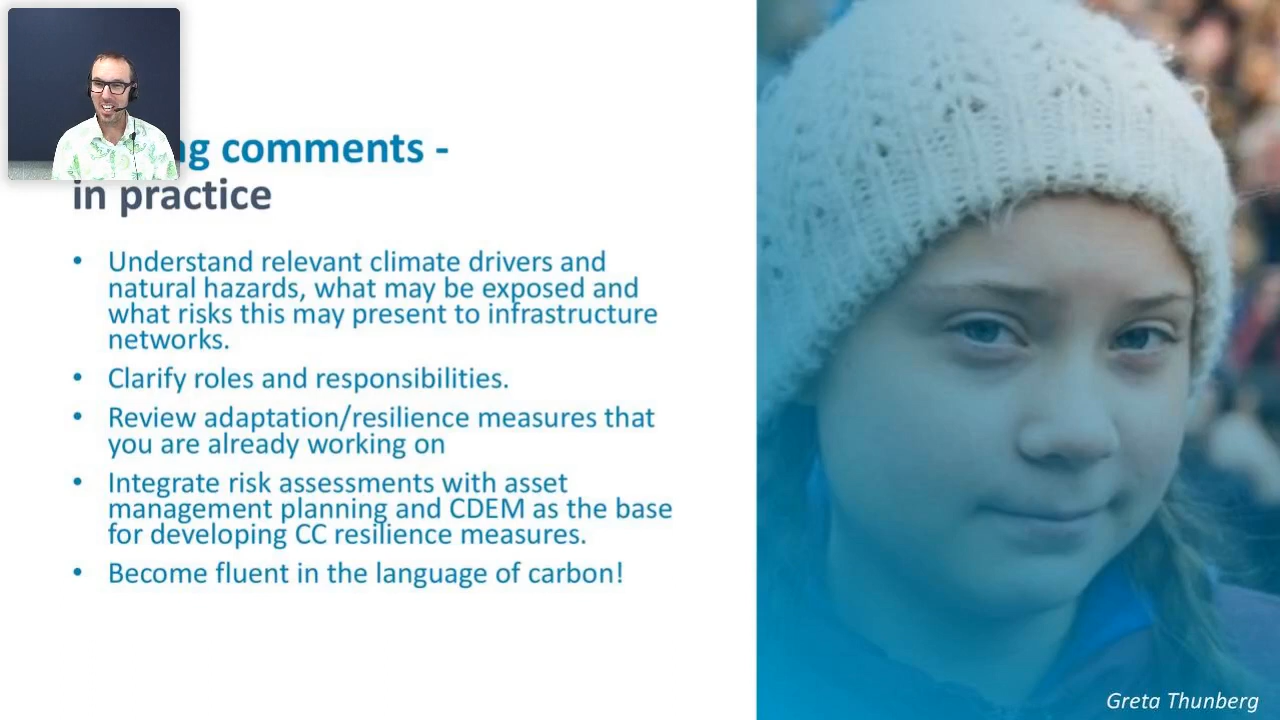 comments -
in practice
• Understand relevant climate drivers and
natural hazards, what may be exposed and
what risks this may present to infrastructure
networks.
• Clarify roles and responsibilities.
• Review adaptation/resilience measures that
you are already working on
• Integrate risk assessments with asset
management planning and CDEM as the base
for developing CC resilience measures.
• Become fluent in the language of carbon!
Greta Thunberg